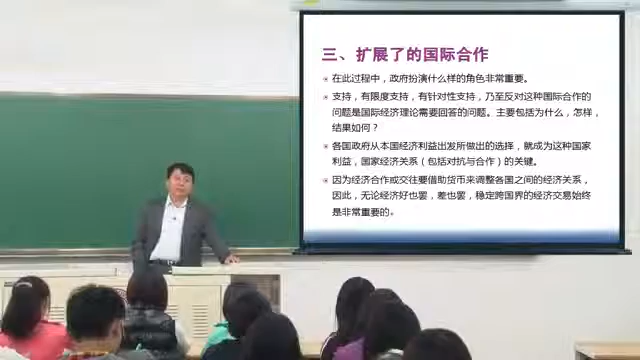 三、扩展了的国际合作
在此过程中，政府扮演什么样的角色非常重要。
支持，有限度支持，有针对性支持，乃至反对这种国际合作的
问题是国际经济理论需要回答的问题。主要包括为什么，怎样，
结果如何？
各国政府从本国经济利益出发所做出的选择，就成为这种国家
利益，国家经济关系（包括对抗与合作）的关键。
因为经济合作或交往要借助货币来调整各国之间的经济关系，
因此，无论经济好也罢，差也罢，稳定跨国界的经济交易始终
是非常重要的。